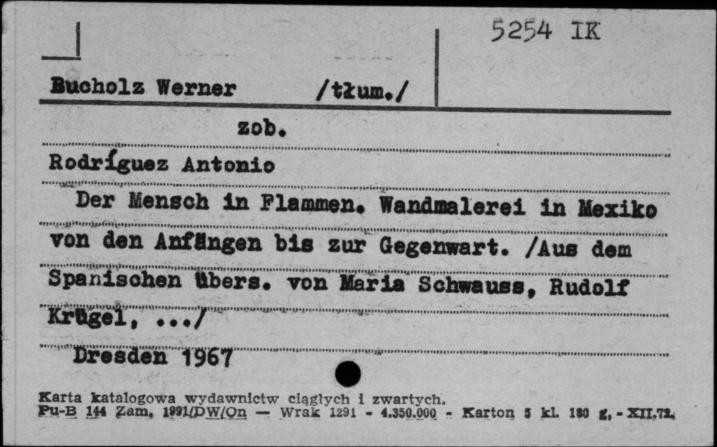 5254 IK
Bucholz Werner /tłum./
zob.
Rodríguez Antonio
Der Mensch in Flammen. Wandmalerei in Mexiko
von den Anfängen bis zur Gegenwart. /Aus dem
Spanischen übers. von Maria Schwauss, Rudolf
Krügel, .../
Dresden 1967
Karta katalogowa wydawnictw ciągłych i zwartych.
Pu-B 144 Zam. 1991/DW/On — Wrak 1291 - 4.350.000 - Karton 5 kl. 180 g. - XII.72.